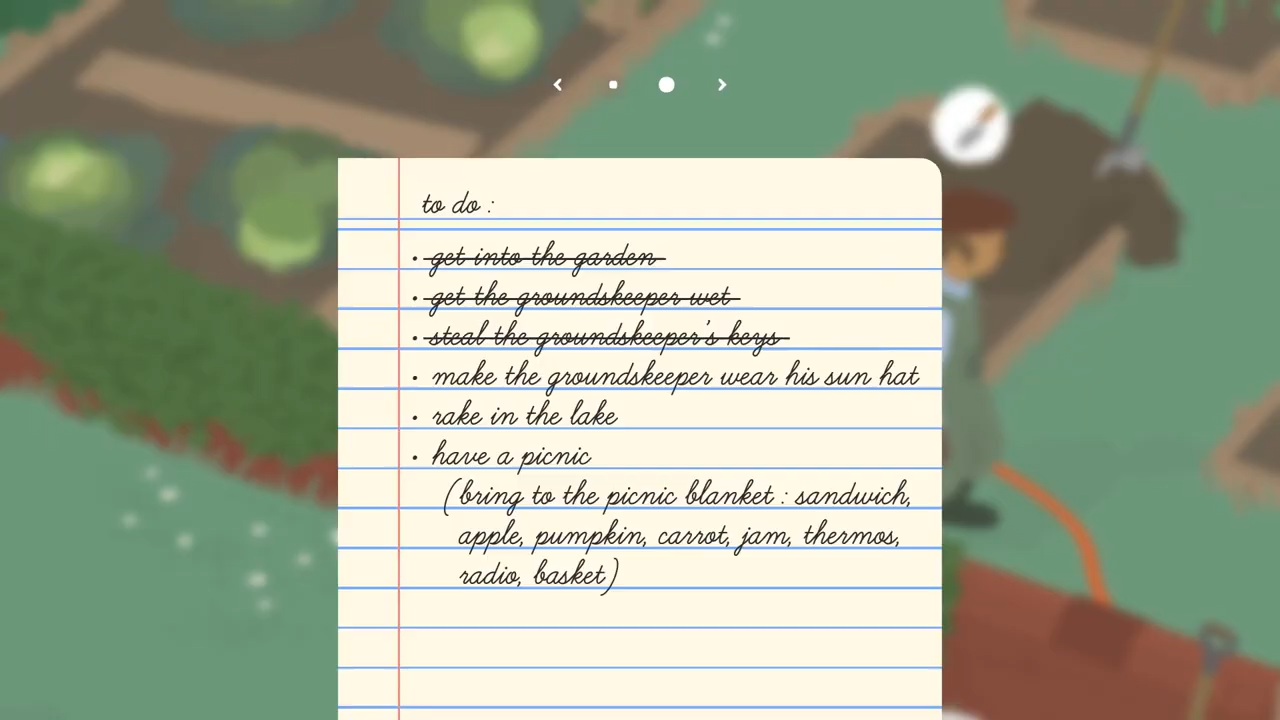 to do :
• get into the garden
• get the groundskeeper wet
• steal the groundskeeper's keys
• make the groundskeeper wear his sun hat
• rake in the lake
• have a picnic
(bring to the picnic blanket : sandwich,
apple, pumpkin, carrot, jam, thermos,
radio, basket)